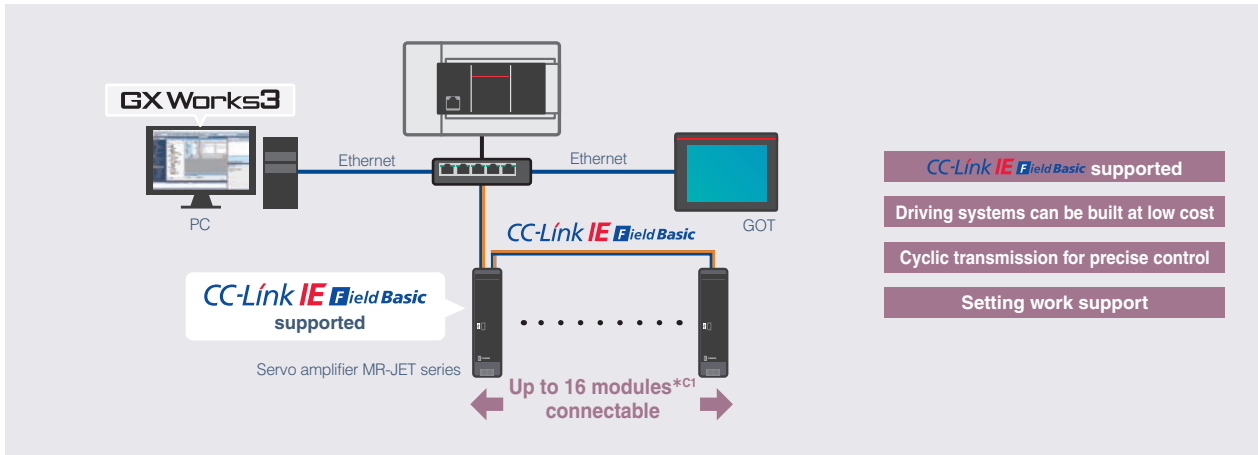 GX Works3
Ethernet
Ethernet
PC
GOT
CC-Link IE Field Basic
CC-Link IE Field Basic
supported
Servo amplifier MR-JET series
Up to 16 modules*C1
connectable
CC-Link IE Field Basic supported
Driving systems can be built at low cost
Cyclic transmission for precise control
Setting work support